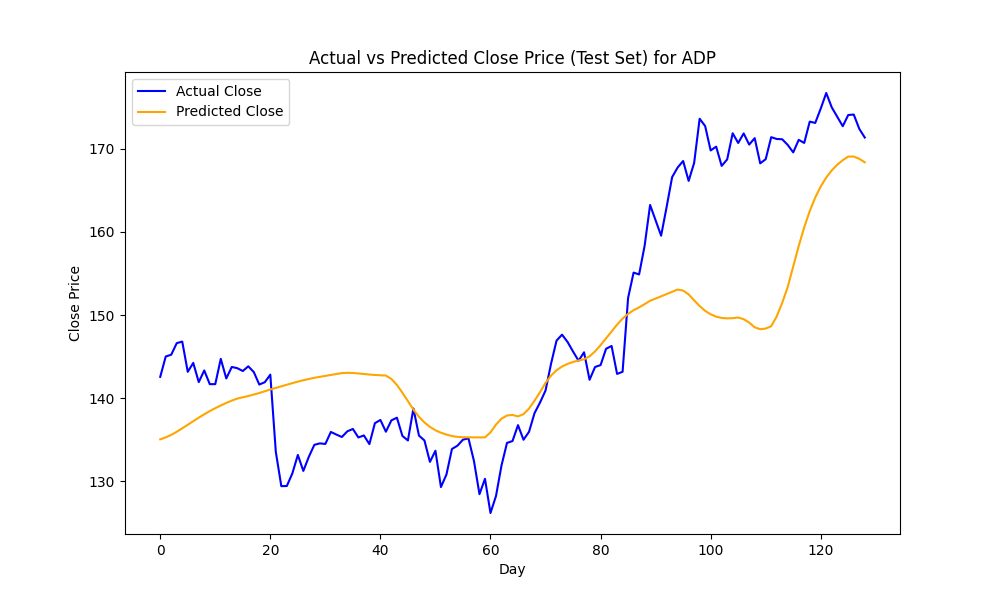 Actual vs Predicted Close Price (Test Set) for ADP
Actual Close
Predicted Close
170
160
150
140
130
Close Price
0 20 40 60 80 100 120
Day